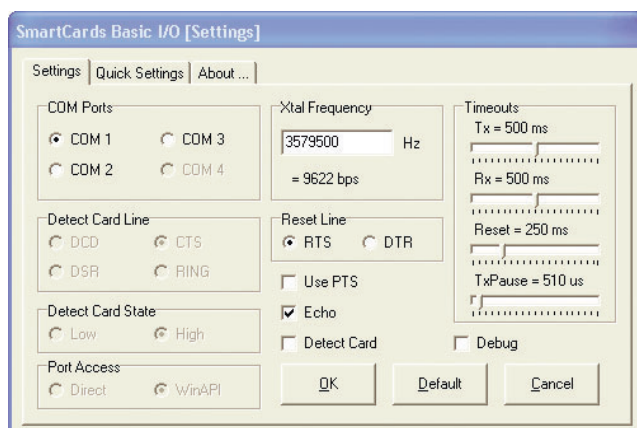 SmartCards Basic I/O [Settings]
Settings
Quick Settings
About ...
COM Ports
COM 1
COM 3
COM 2
COM 4
Detect Card Line
DCD
CTS
DSR
RING
Detect Card State
Low
High
Port Access
Direct
WinAPI
Xtal Frequency
3579500 Hz
= 9622 bps
Reset Line
RTS
DTR
Use PTS
Echo
Detect Card
Timeouts
Tx = 500 ms
Rx = 500 ms
Reset = 250 ms
TxPause = 510 us
Debug
OK
Default
Cancel